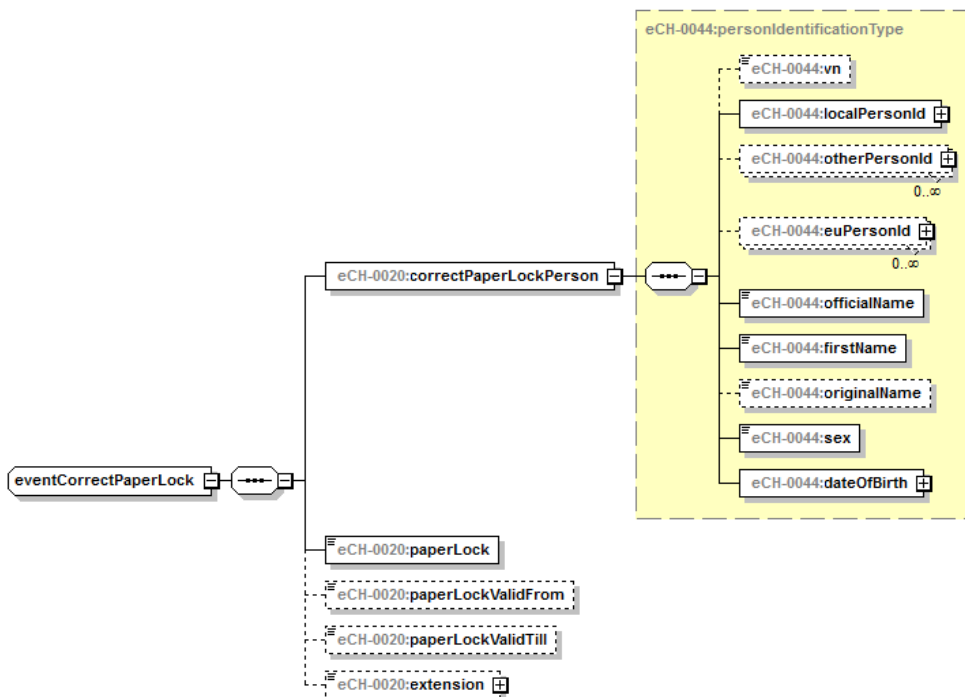 eCH-0044:personIdentificationType
eCH-0044:vn
eCH-0044:localPersonId
eCH-0044:otherPersonId
0..∞
eCH-0044:euPersonId
0..∞
eCH-0020:correctPaperLockPerson
eCH-0044:officialName
eCH-0044:firstName
eCH-0044:originalName
eCH-0044:sex
eventCorrectPaperLock
eCH-0044:dateOfBirth
eCH-0020:paperLock
eCH-0020:paperLockValidFrom
eCH-0020:paperLockValidTill
eCH-0020:extension